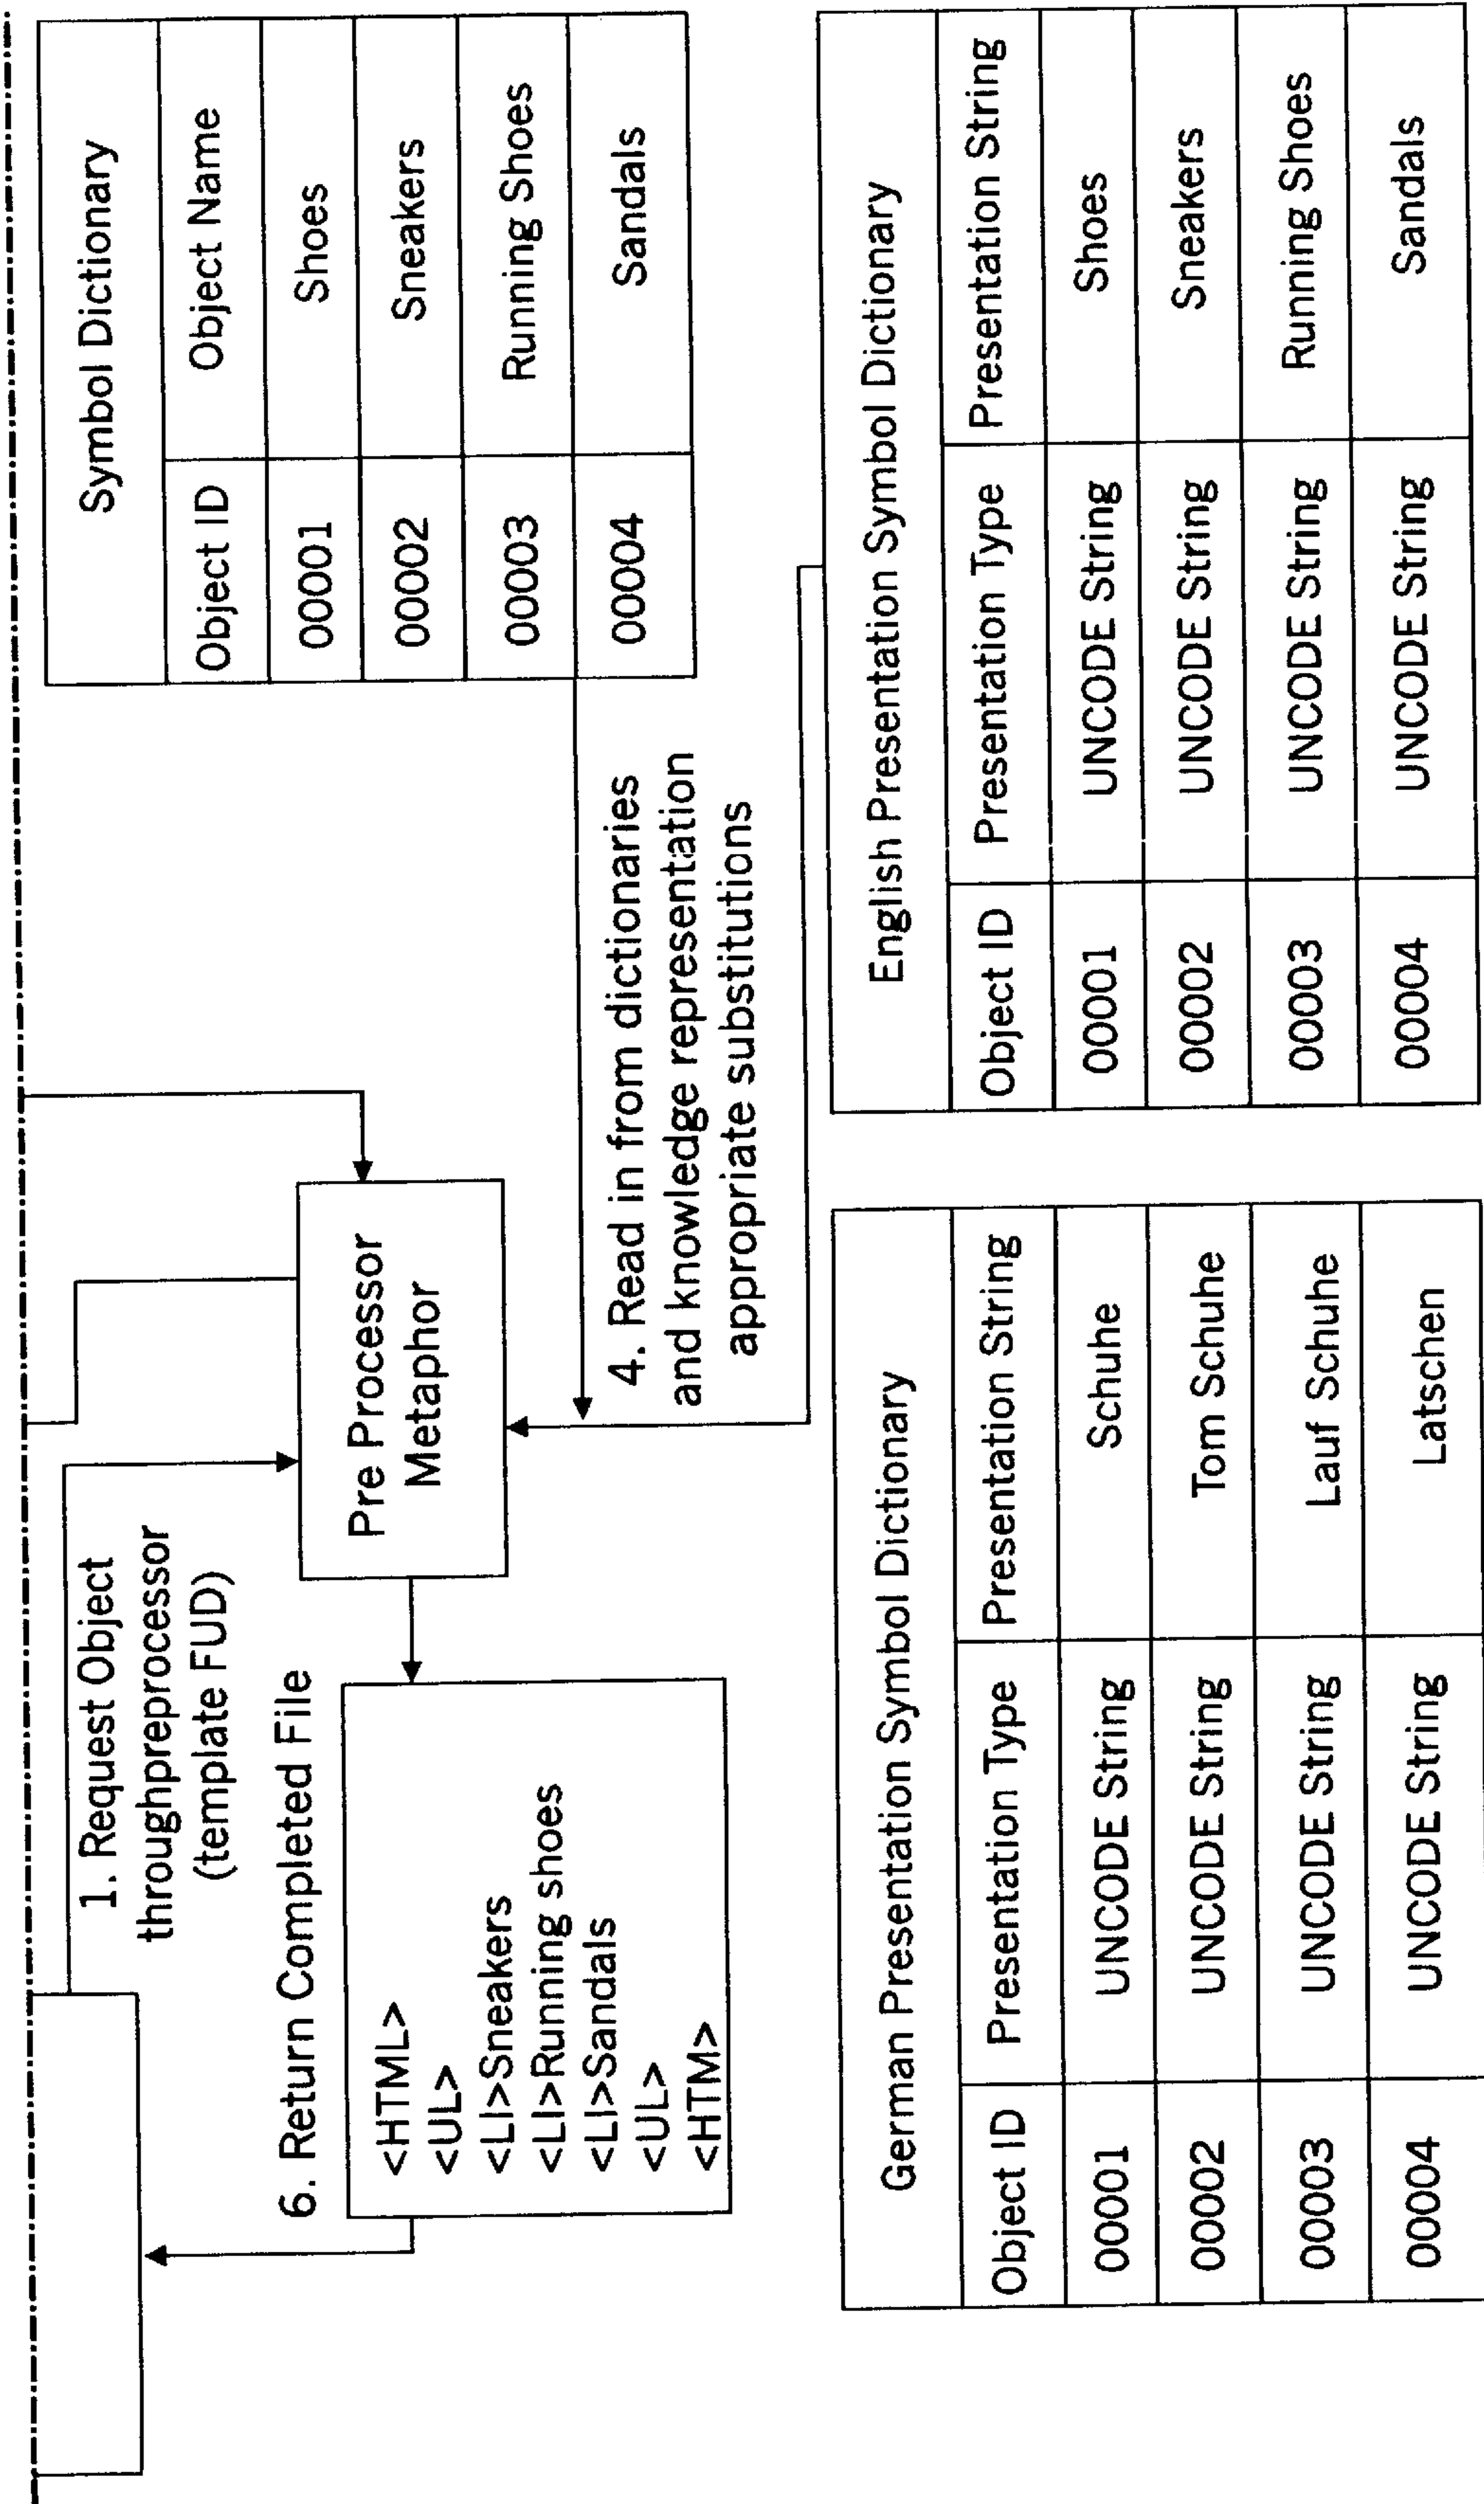 1. Request Object
throughpreprocessor
(template FUD)
6. Return Completed File
<HTML>
<UL>
<LI>Sneakers
<LI>Running shoes
<LI>Sandals
<UL>
<HTM>
Pre Processor
Metaphor
4. Read in from dictionaries
and knowledge representation
appropriate substitutions
Symbol Dictionary
Object ID Object Name
00001 Shoes
00002 Sneakers
00003 Running Shoes
00004 Sandals
German Presentation Symbol Dictionary
Object ID Presentation Type Presentation String
00001 UNCODE String Schuhe
00002 UNCODE String Tom Schuhe
00003 UNCODE String Lauf Schuhe
00004 UNCODE String Latschen
English Presentation Symbol Dictionary
Object ID Presentation Type Presentation String
00001 UNCODE String Shoes
00002 UNCODE String Sneakers
00003 UNCODE String Running Shoes
00004 UNCODE String Sandals